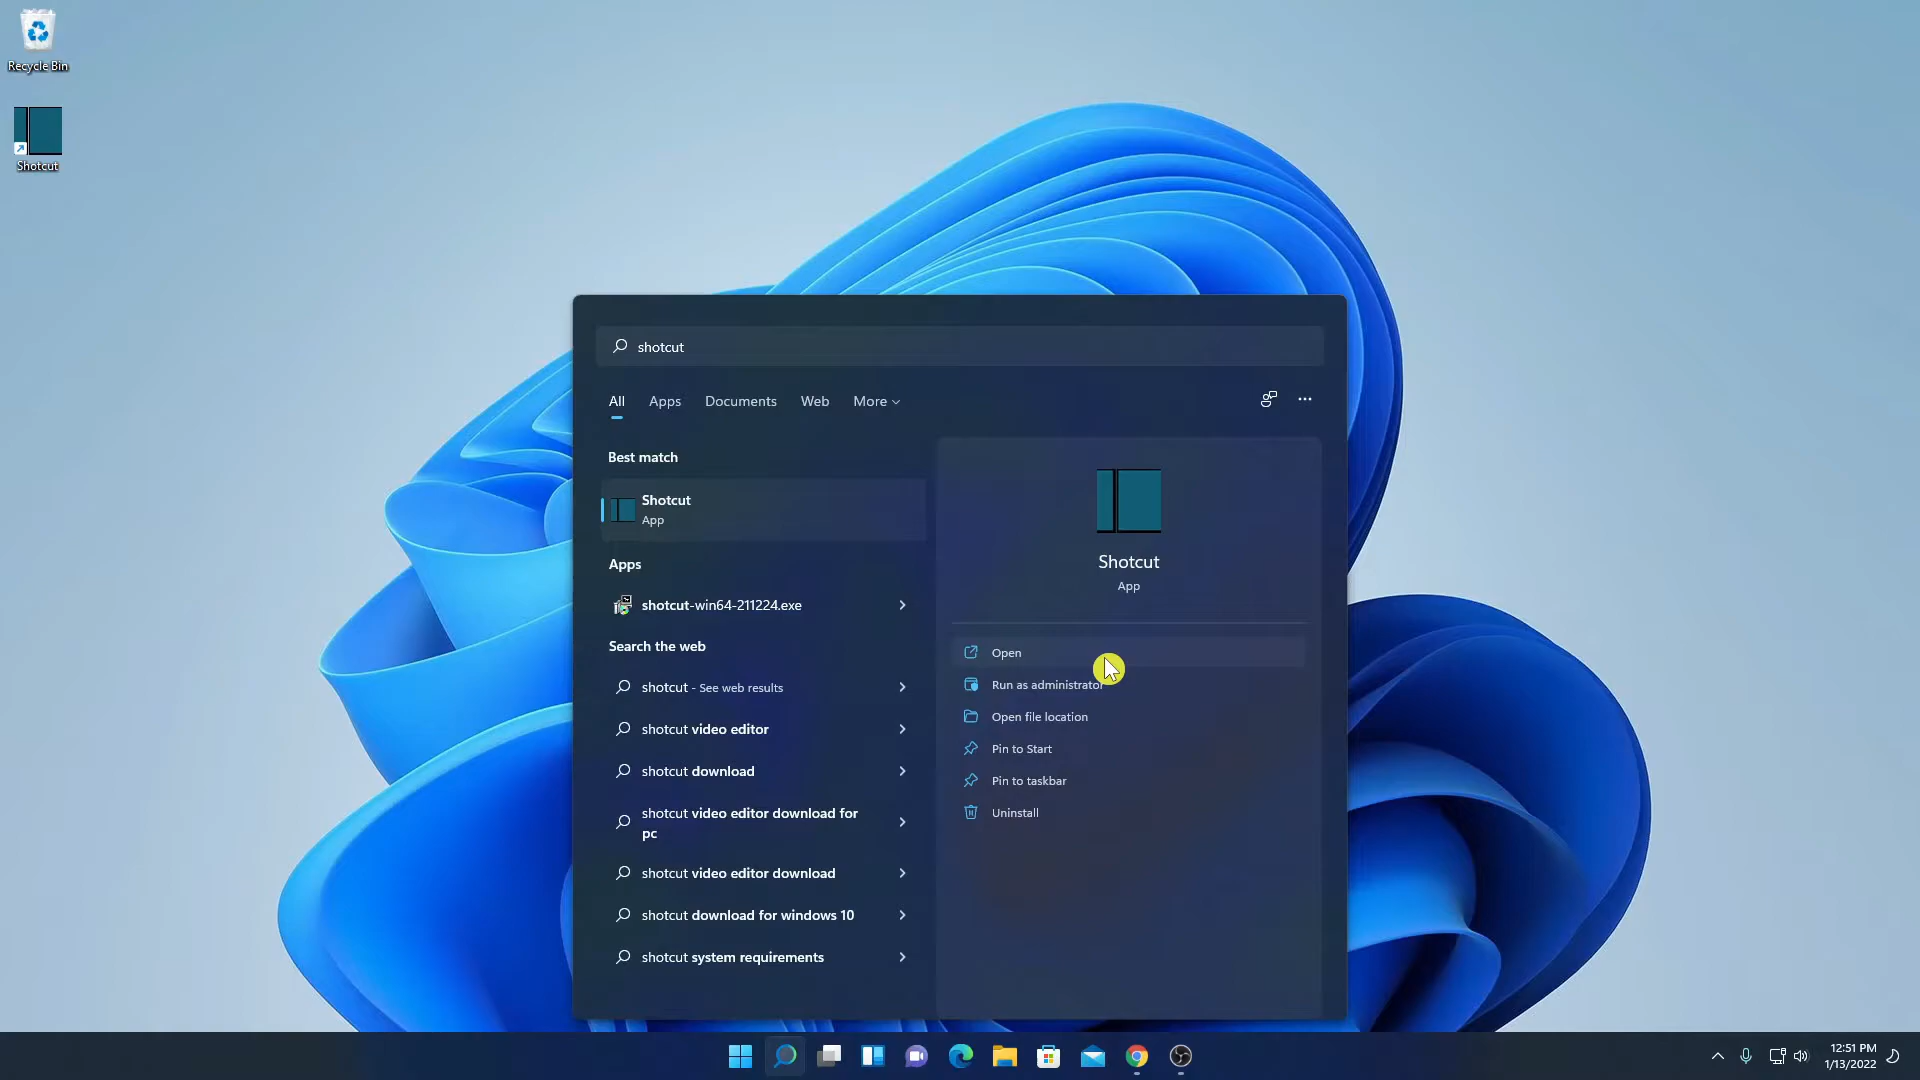 Recycle Bin
Shotcut
shotcut
All
Apps
Documents
Web
More
Best match
Shotcut
App
Apps
shotcut-win64-211224.exe
Search the web
shotcut - See web results
shotcut video editor
shotcut download
shotcut video editor download for
pc
shotcut video editor download
shotcut download for windows 10
shotcut system requirements
Shotcut
App
Open
Run as administrator
Open file location
Pin to Start
Pin to taskbar
Uninstall
12:51 PM
1/13/2022